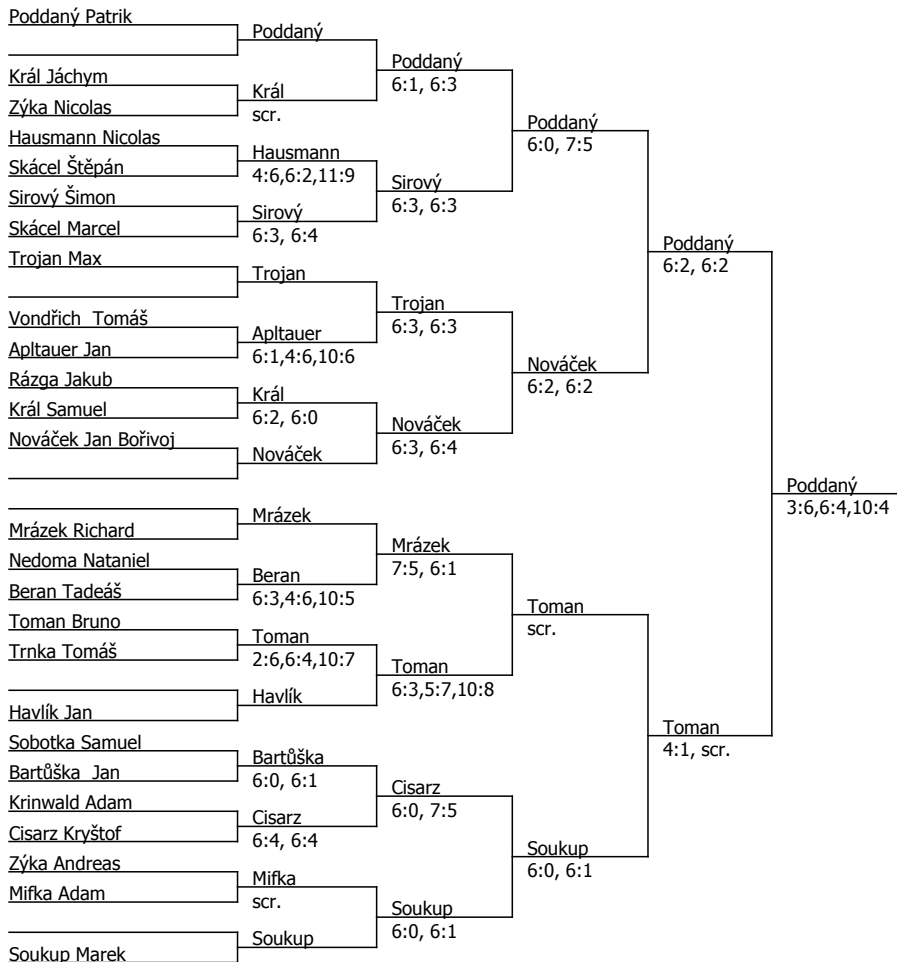 Poddaný Patrik
Poddaný
Poddaný
6:1, 6:3
Král Jáchym
Král
scr.
Zýka Nicolas
Poddaný
6:0, 7:5
Hausmann Nicolas
Hausmann
4:6,6:2,11:9
Skácel Štěpán
Sirový
6:3, 6:3
Sirový Šimon
Sirový
6:3, 6:4
Skácel Marcel
Poddaný
6:2, 6:2
Trojan Max
Trojan
Trojan
6:3, 6:3
Vondřich  Tomáš
Apltauer
6:1,4:6,10:6
Apltauer Jan
Nováček
6:2, 6:2
Rázga Jakub
Král
6:2, 6:0
Král Samuel
Nováček
6:3, 6:4
Nováček Jan Bořivoj
Nováček
Poddaný
3:6,6:4,10:4
Mrázek
Mrázek Richard
Mrázek
7:5, 6:1
Nedoma Nataniel
Beran
6:3,4:6,10:5
Beran Tadeáš
Toman
scr.
Toman Bruno
Toman
2:6,6:4,10:7
Trnka Tomáš
Toman
6:3,5:7,10:8
Havlík
Havlík Jan
Toman
4:1, scr.
Sobotka Samuel
Bartůška
6:0, 6:1
Bartůška  Jan
Cisarz
6:0, 7:5
Krinwald Adam
Cisarz
6:4, 6:4
Cisarz Kryštof
Soukup
6:0, 6:1
Zýka Andreas
Mifka
scr.
Mifka Adam
Soukup
6:0, 6:1
Soukup
Soukup Marek